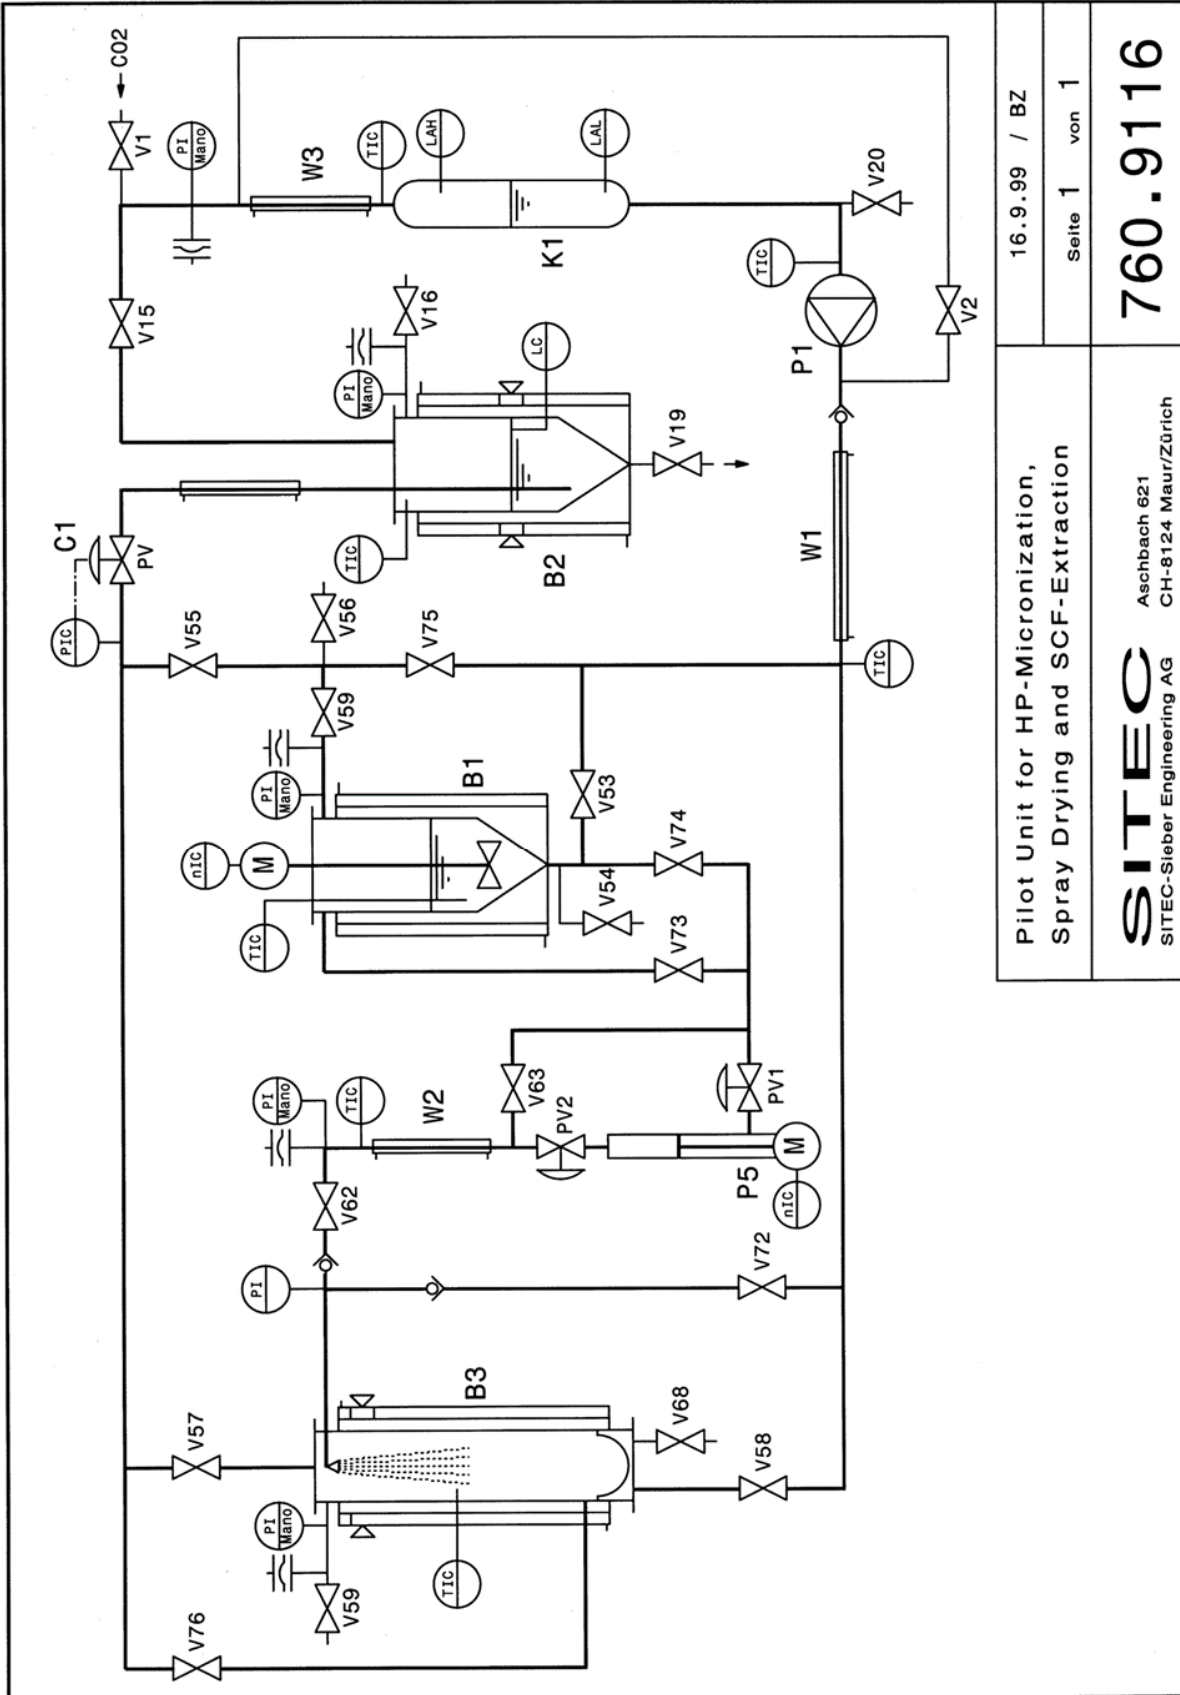 CO2
V1
PI
Mano
W3
TIC
LAH
LAL
K1
V20
TIC
P1
V2
V15
V16
PI
Mano
LC
V19
TIC
B2
W1
TIC
C1
PV
PIC
V55
V56
V75
V59
PI
Mano
B1
V53
V74
nIC
M
TIC
V54
V73
PI
Mano
TIC
W2
V63
PV2
PV1
P5
M
nIC
V62
PI
V72
B3
V57
V68
V58
PI
Mano
V59
TIC
V76
Pilot Unit for HP-Micronization,
Spray Drying and SCF-Extraction
16.9.99 / BZ
Seite 1 von 1
SITEC
SITEC-Sieber Engineering AG
Aschbach 621
CH-8124 Maur/Zürich
760.9116